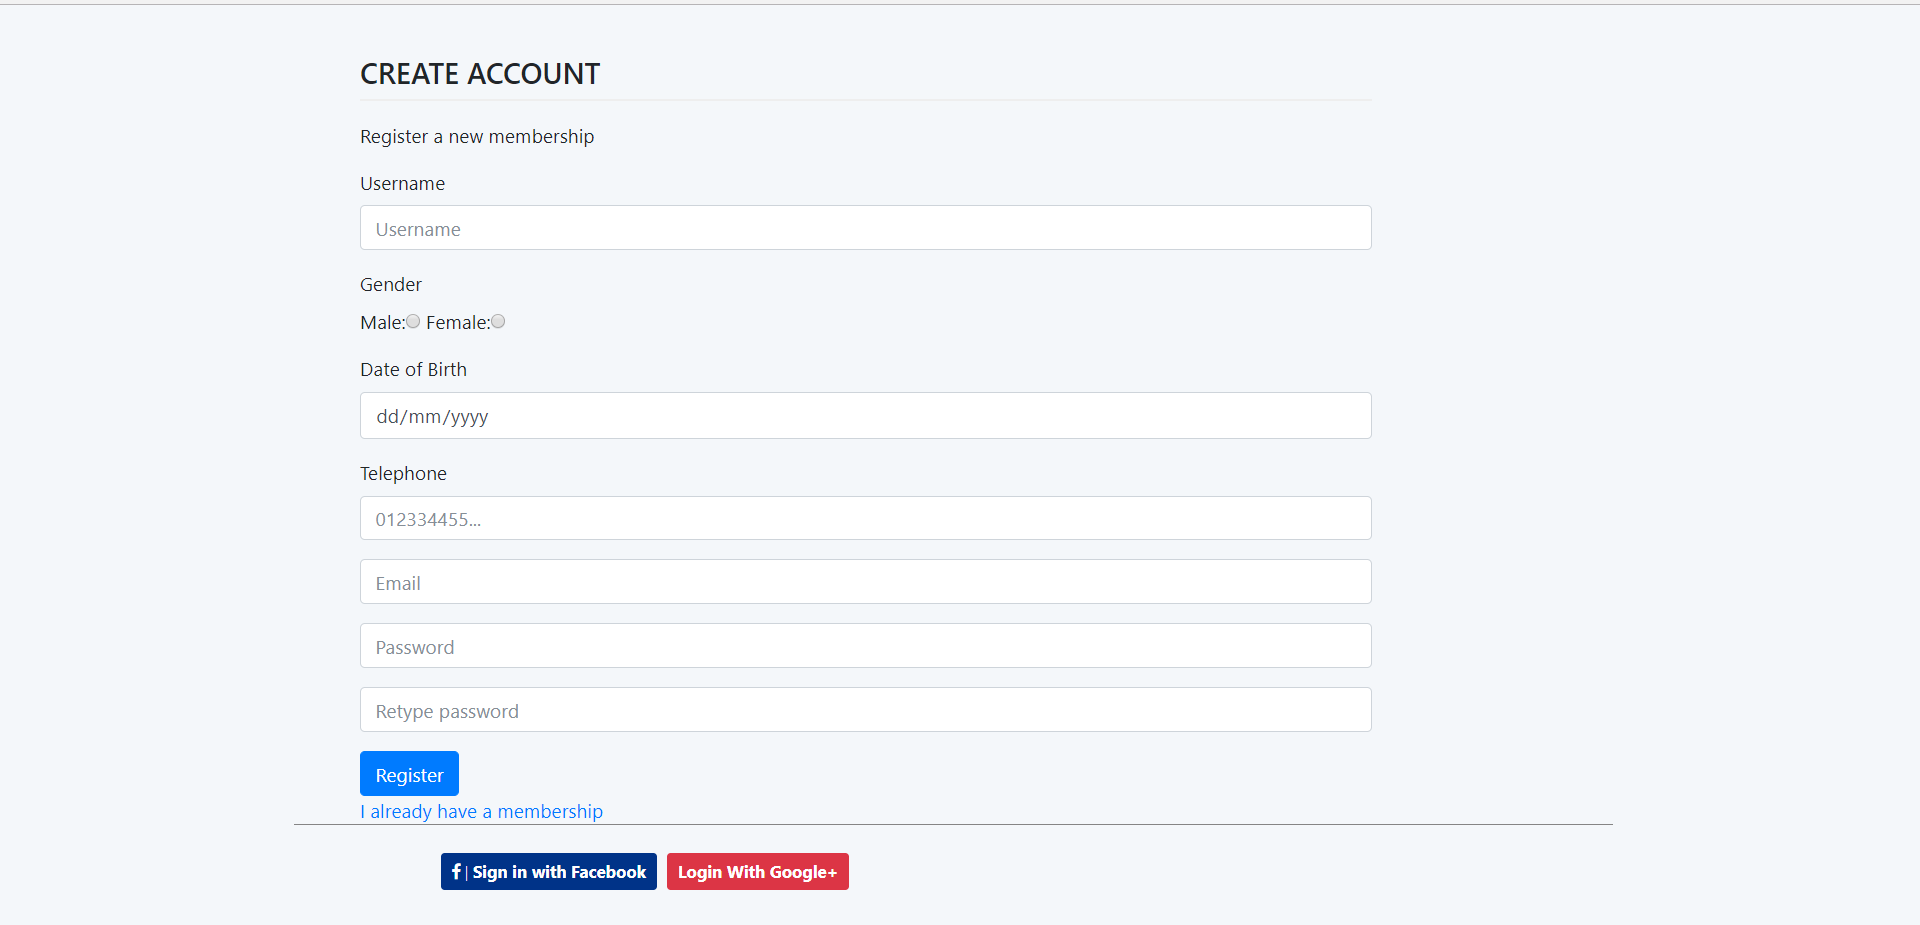 CREATE ACCOUNT
Register a new membership
Username
Username
Gender
Male: Female:
Date of Birth
dd/mm/yyyy
Telephone
012334455...
Email
Password
Retype password
Register
I already have a membership
f | Sign in with Facebook Login With Google+